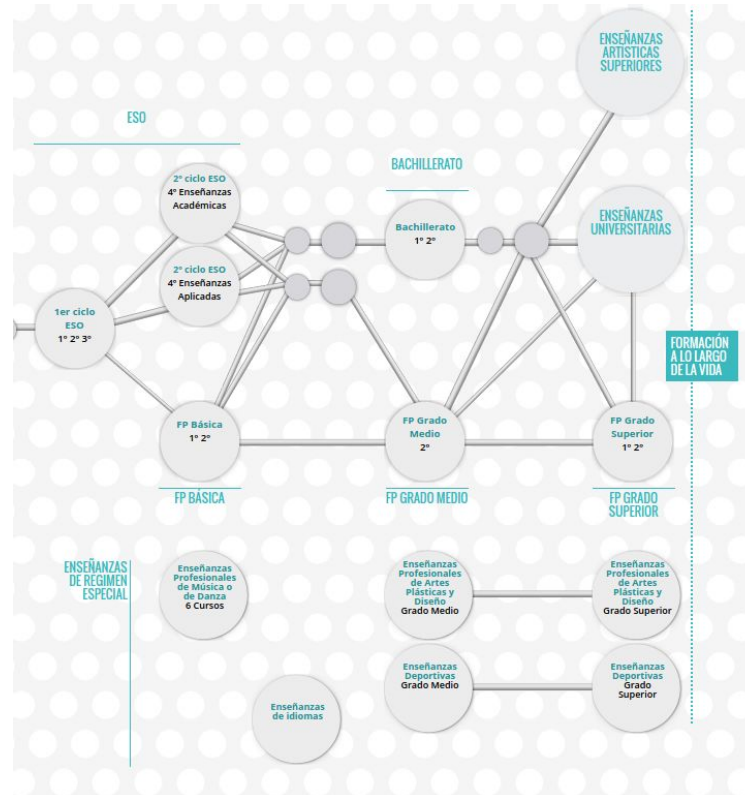 ENSEÑANZAS
ARTÍSTICAS
SUPERIORES
ESO
BACHILLERATO
2º ciclo ESO
4º Enseñanzas
Académicas
Bachillerato
1º 2º
ENSEÑANZAS
UNIVERSITARIAS
2º ciclo ESO
4º Enseñanzas
Aplicadas
1er ciclo
ESO
1º 2º 3º
FORMACIÓN
A LO LARGO
DE LA VIDA
FP Básica
1º 2º
FP Grado
Medio
2º
FP Grado
Superior
1º 2º
FP BÁSICA
FP GRADO MEDIO
FP GRADO
SUPERIOR
ENSEÑANZAS
DE RÉGIMEN
ESPECIAL
Enseñanzas
Profesionales
de Música o
de Danza
6 Cursos
Enseñanzas
Profesionales
de Artes
Plásticas y
Diseño
Grado Medio
Enseñanzas
Profesionales
de Artes
Plásticas y
Diseño
Grado Superior
Enseñanzas
Deportivas
Grado Medio
Enseñanzas
Deportivas
Grado
Superior
Enseñanzas
de idiomas